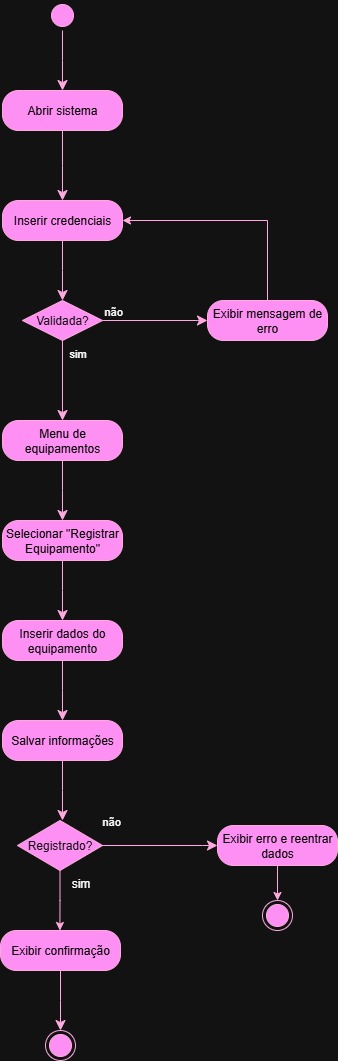 Abrir sistema
Inserir credenciais
Validada?
não
Exibir mensagem de
erro
sim
Menu de
equipamentos
Selecionar "Registrar
Equipamento"
Inserir dados do
equipamento
Salvar informações
Registrado?
não
Exibir erro e reentrar
dados
sim
Exibir confirmação